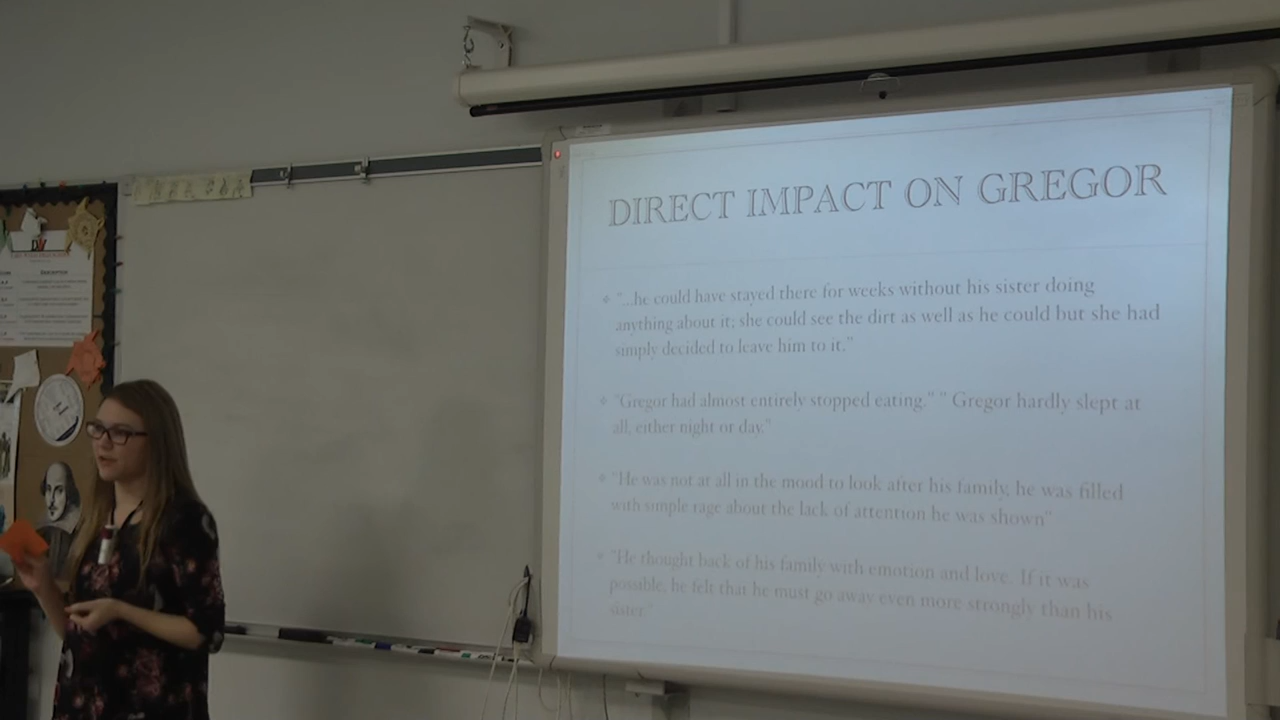 DIRECT IMPACT ON GREGOR
"...he could have stayed there for weeks without his sister doing
anything about it; she could see the dirt as well as he could but she had
simply decided to leave him to it."
"Gregor had almost entirely stopped eating." " Gregor hardly slept at
all, either night or day."
"He was not at all in the mood to look after his family, he was filled
with simple rage about the lack of attention he was shown"
"He thought back of his family with emotion and love. If it was
possible, he felt that he must go away even more strongly than his
sister."